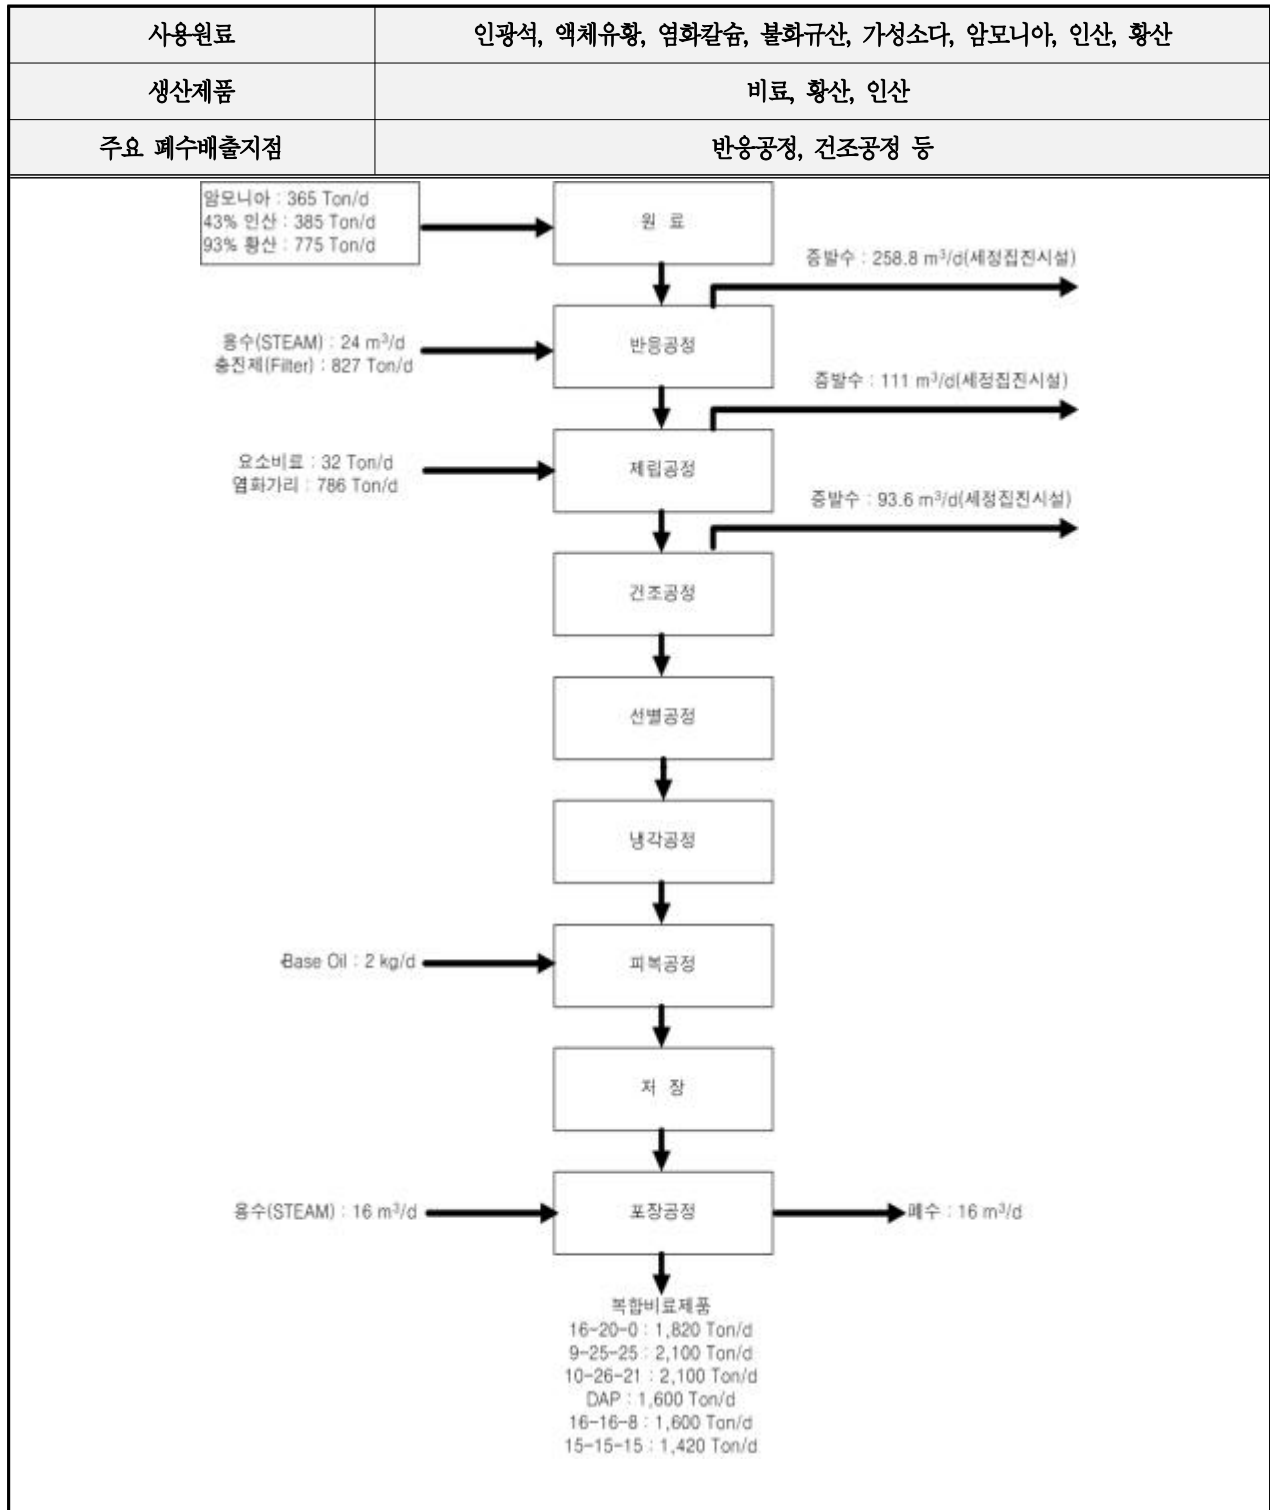 사용원료 인광석, 액체유황, 염화칼슘, 불화규산, 가성소다, 암모니아, 인산, 황산
생산제품 비료, 황산, 인산
주요 폐수배출지점 반응공정, 건조공정 등
암모니아 : 365 Ton/d
43% 인산 : 385 Ton/d
93% 황산 : 775 Ton/d
원 료
증발수 : 258.8 m³/d(세정집진시설)
용수(STEAM) : 24 m³/d
충진제(Filter) : 827 Ton/d
반응공정
증발수 : 111 m³/d(세정집진시설)
요소비료 : 32 Ton/d
염화가리 : 786 Ton/d
제립공정
증발수 : 93.6 m³/d(세정집진시설)
건조공정
선별공정
냉각공정
Base Oil : 2 kg/d
피복공정
저 장
용수(STEAM) : 16 m³/d
포장공정
폐수 : 16 m³/d
복합비료제품
16-20-0 : 1,820 Ton/d
9-25-25 : 2,100 Ton/d
10-26-21 : 2,100 Ton/d
DAP : 1,600 Ton/d
16-16-8 : 1,600 Ton/d
15-15-15 : 1,420 Ton/d